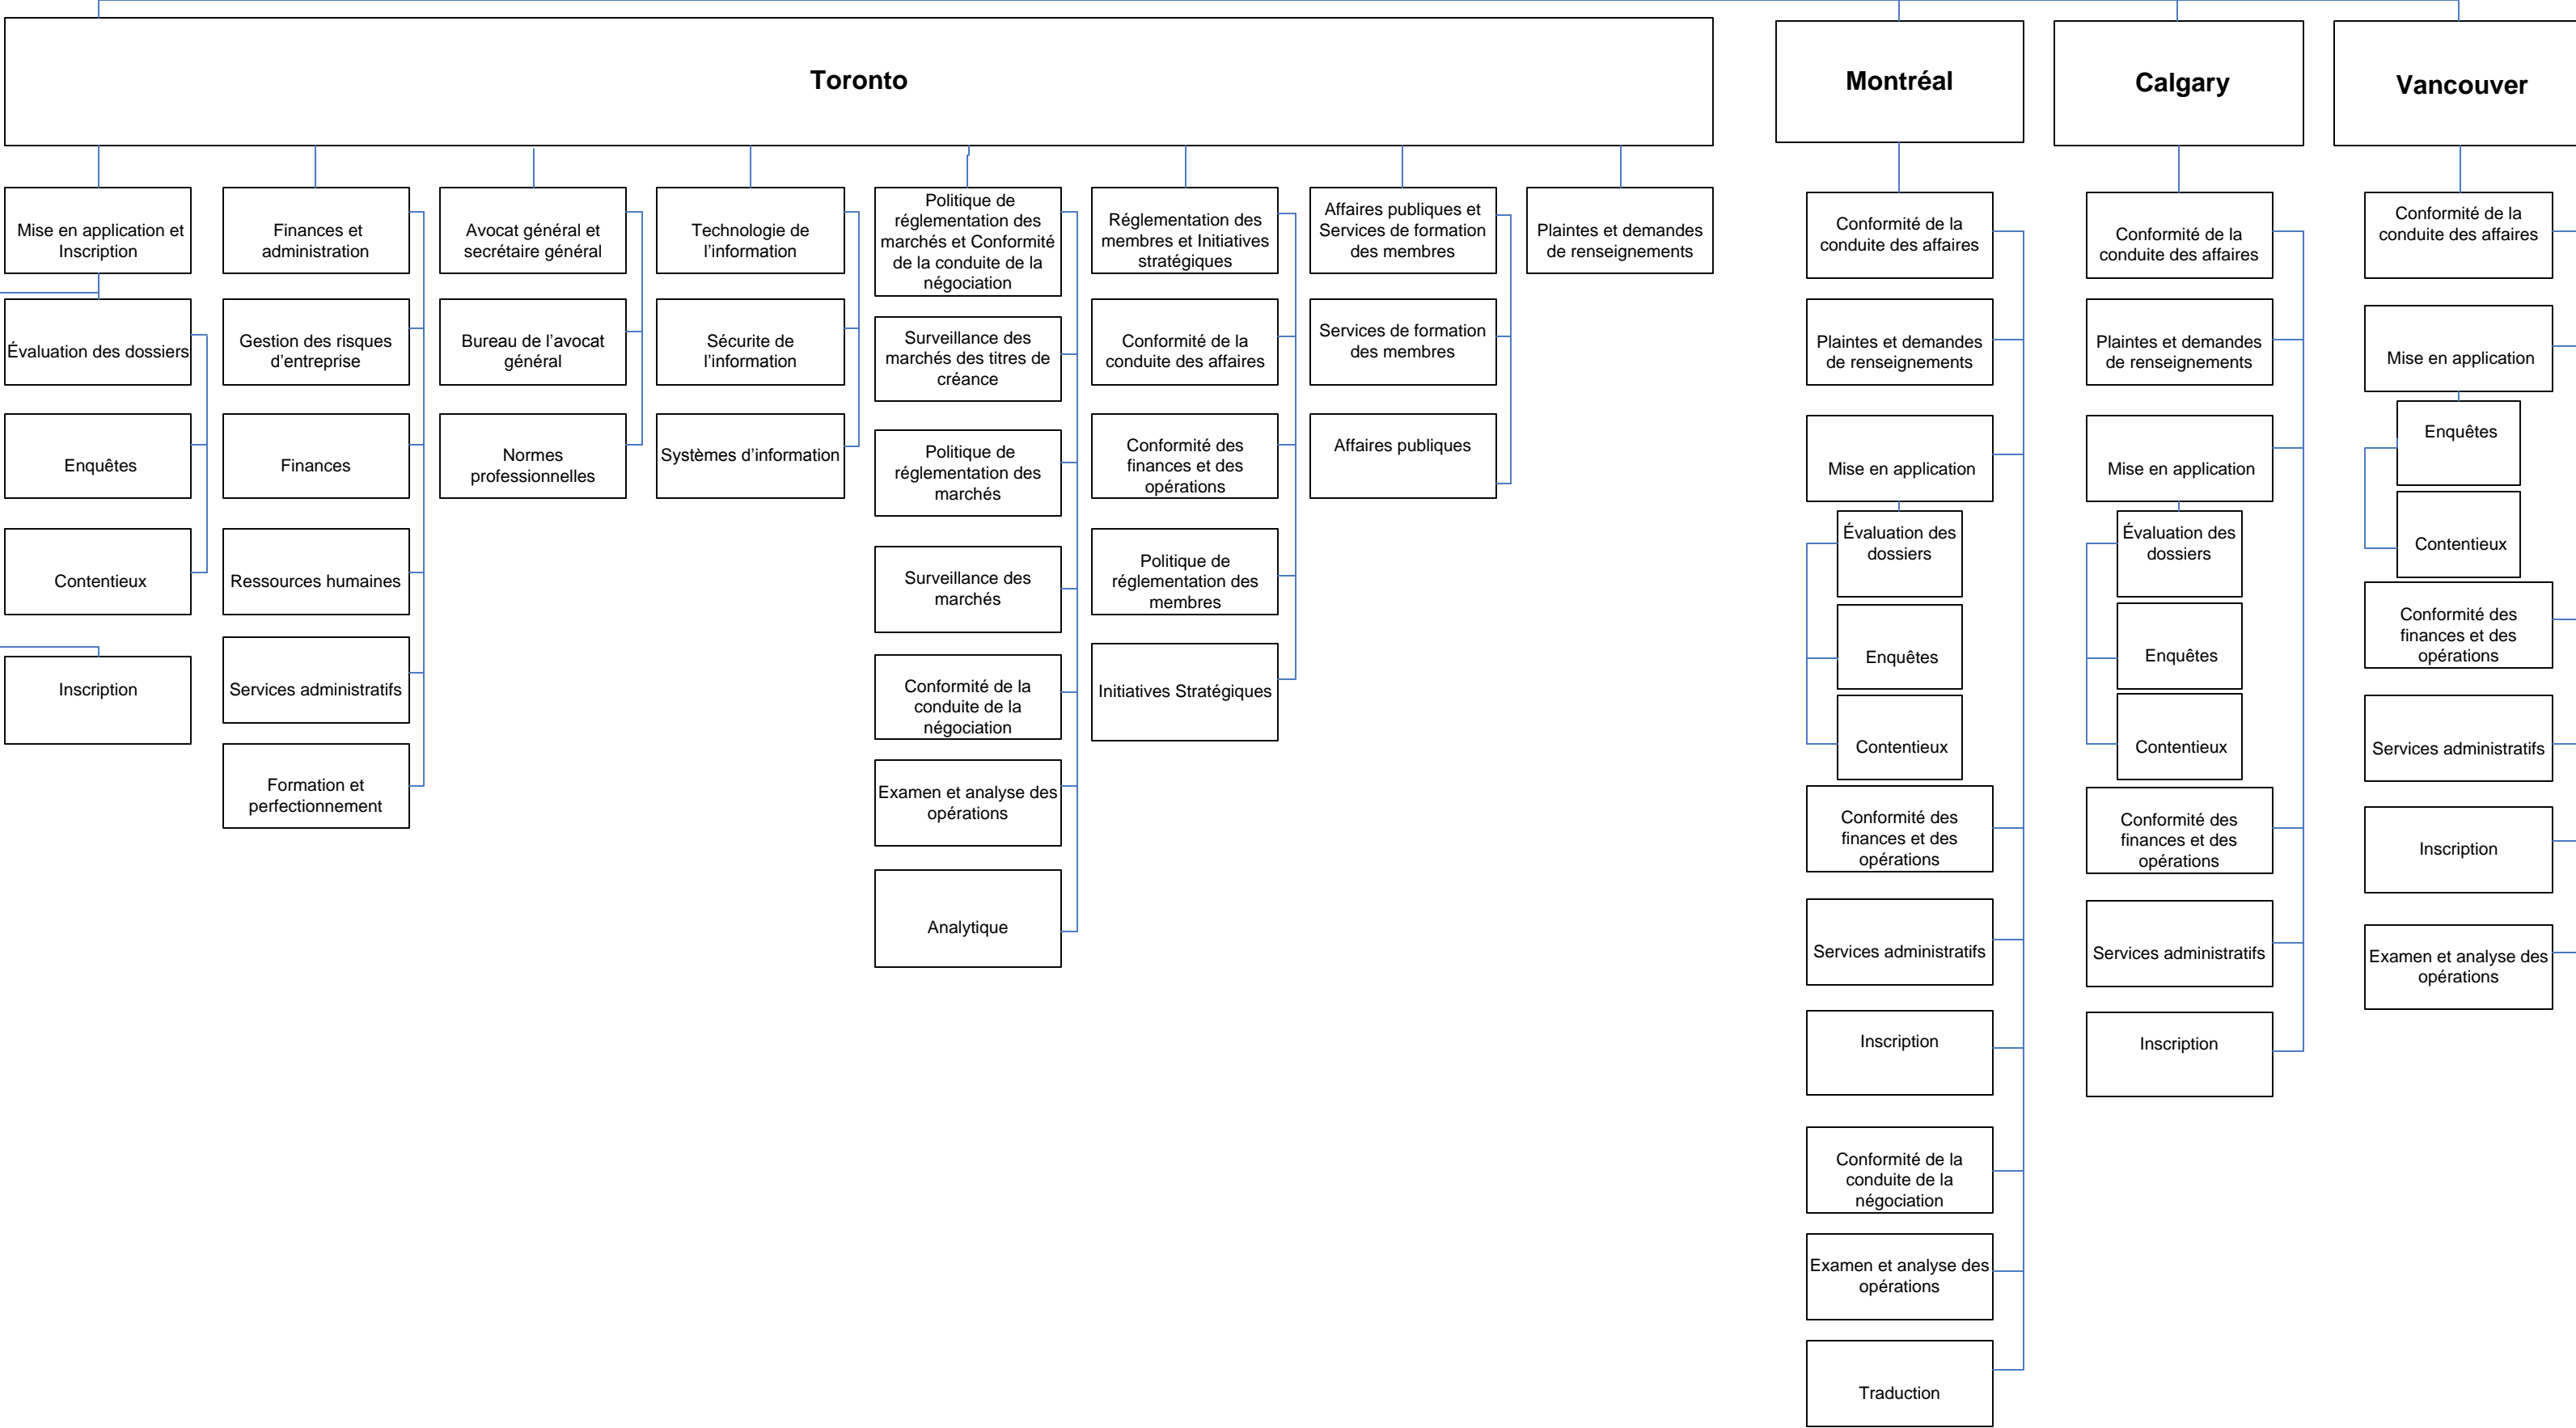 Toronto
Montréal
Calgary
Vancouver
Mise en application et
Inscription
Évaluation des dossiers
Enquêtes
Contentieux
Inscription
Finances et
administration
Gestion des risques
d’entreprise
Finances
Ressources humaines
Services administratifs
Formation et
perfectionnement
Avocat général et
secrétaire général
Bureau de l’avocat
général
Normes
professionnelles
Technologie de
l’information
Sécurite de
l’information
Systèmes d’information
Politique de
réglementation des
marchés et Conformité
de la conduite de la
négociation
Surveillance des
marchés des titres de
créance
Politique de
réglementation des
marchés
Surveillance des
marchés
Conformité de la
conduite de la
négociation
Examen et analyse des
opérations
Analytique
Réglementation des
membres et Initiatives
stratégiques
Conformité de la
conduite des affaires
Conformité des
finances et des
opérations
Politique de
réglementation des
membres
Initiatives Stratégiques
Affaires publiques et
Services de formation
des membres
Services de formation
des membres
Affaires publiques
Plaintes et demandes
de renseignements
Conformité de la
conduite des affaires
Plaintes et demandes
de renseignements
Mise en application
Évaluation des
dossiers
Enquêtes
Contentieux
Conformité des
finances et des
opérations
Services administratifs
Inscription
Conformité de la
conduite de la
négociation
Examen et analyse des
opérations
Traduction
Conformité de la
conduite des affaires
Plaintes et demandes
de renseignements
Mise en application
Évaluation des
dossiers
Enquêtes
Contentieux
Conformité des
finances et des
opérations
Services administratifs
Inscription
Conformité de la
conduite des affaires
Mise en application
Enquêtes
Contentieux
Conformité des
finances et des
opérations
Services administratifs
Inscription
Examen et analyse des
opérations